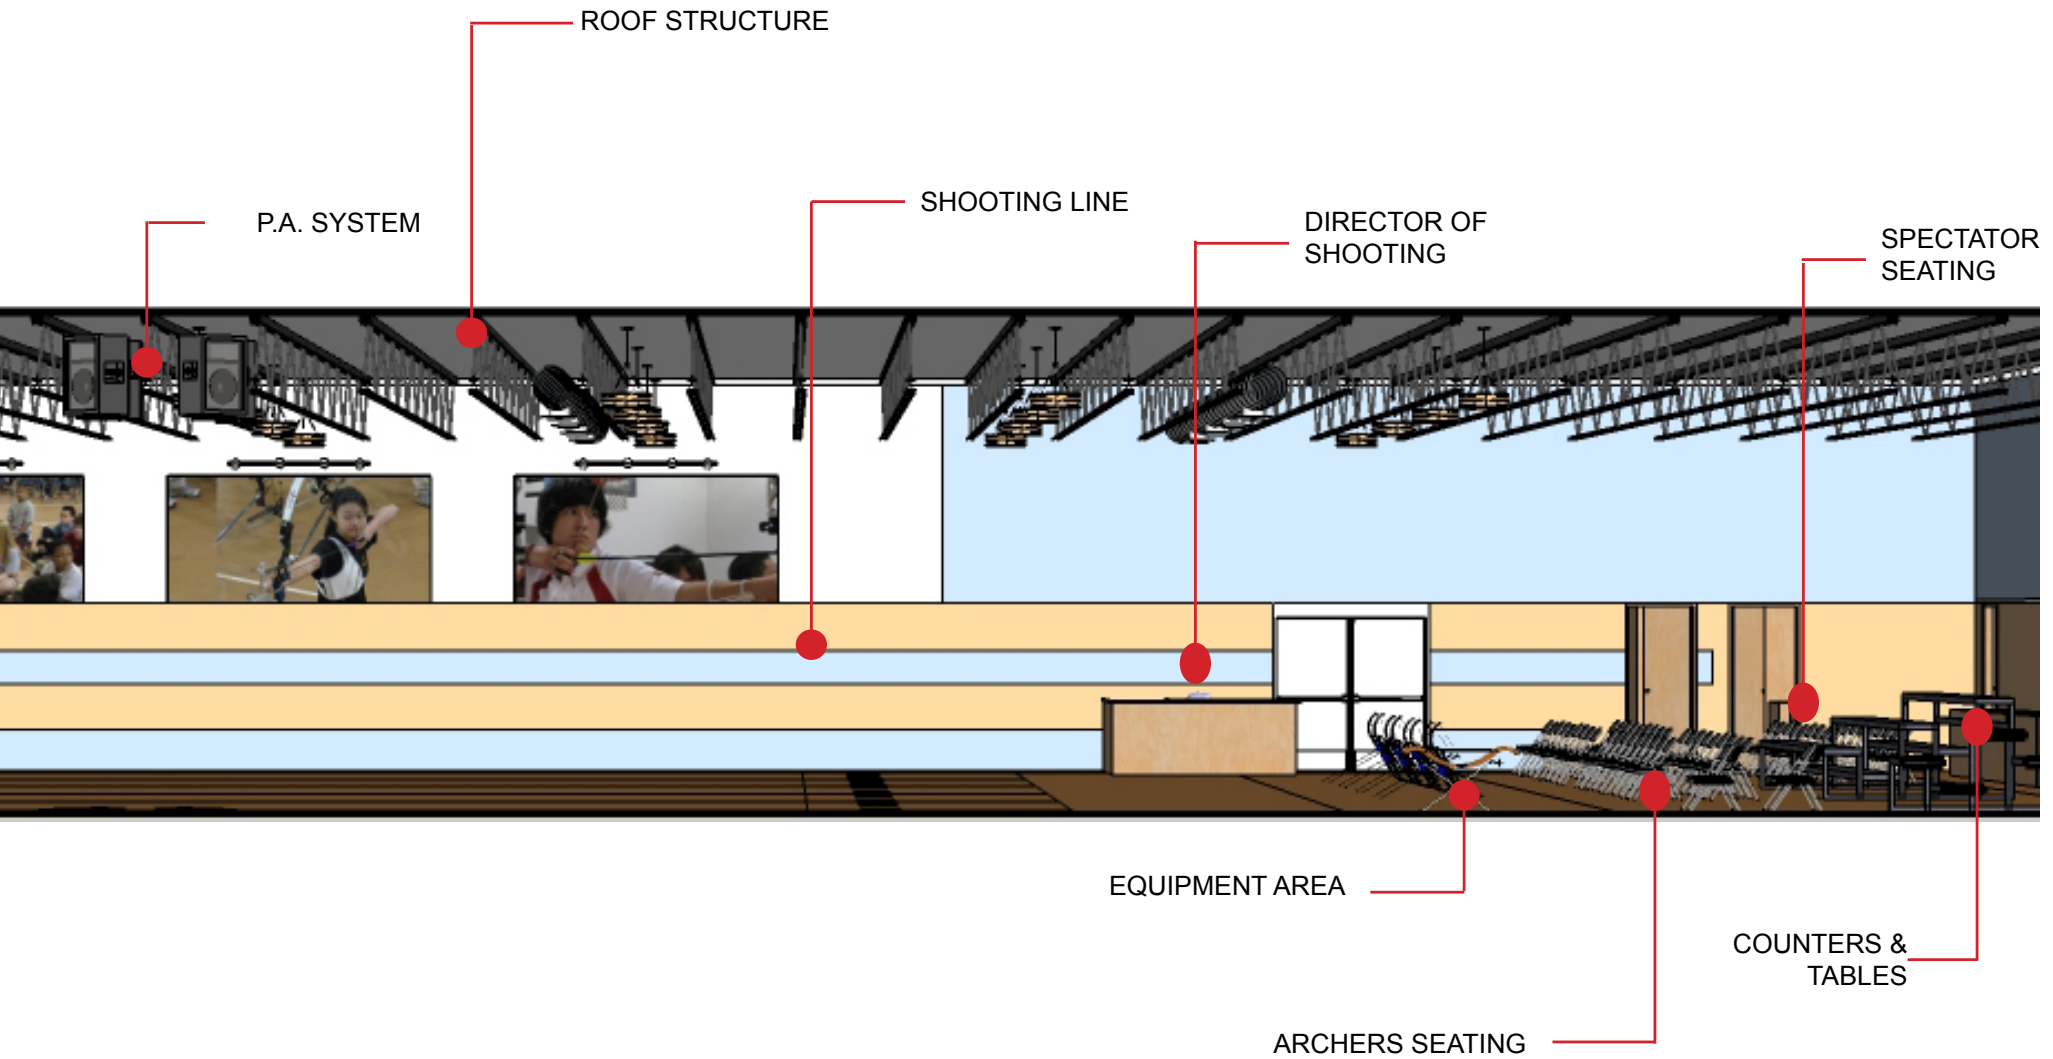 ROOF STRUCTURE
SHOOTING LINE
P.A. SYSTEM
DIRECTOR OF
SHOOTING
SPECTATOR
SEATING
EQUIPMENT AREA
COUNTERS &
TABLES
ARCHERS SEATING